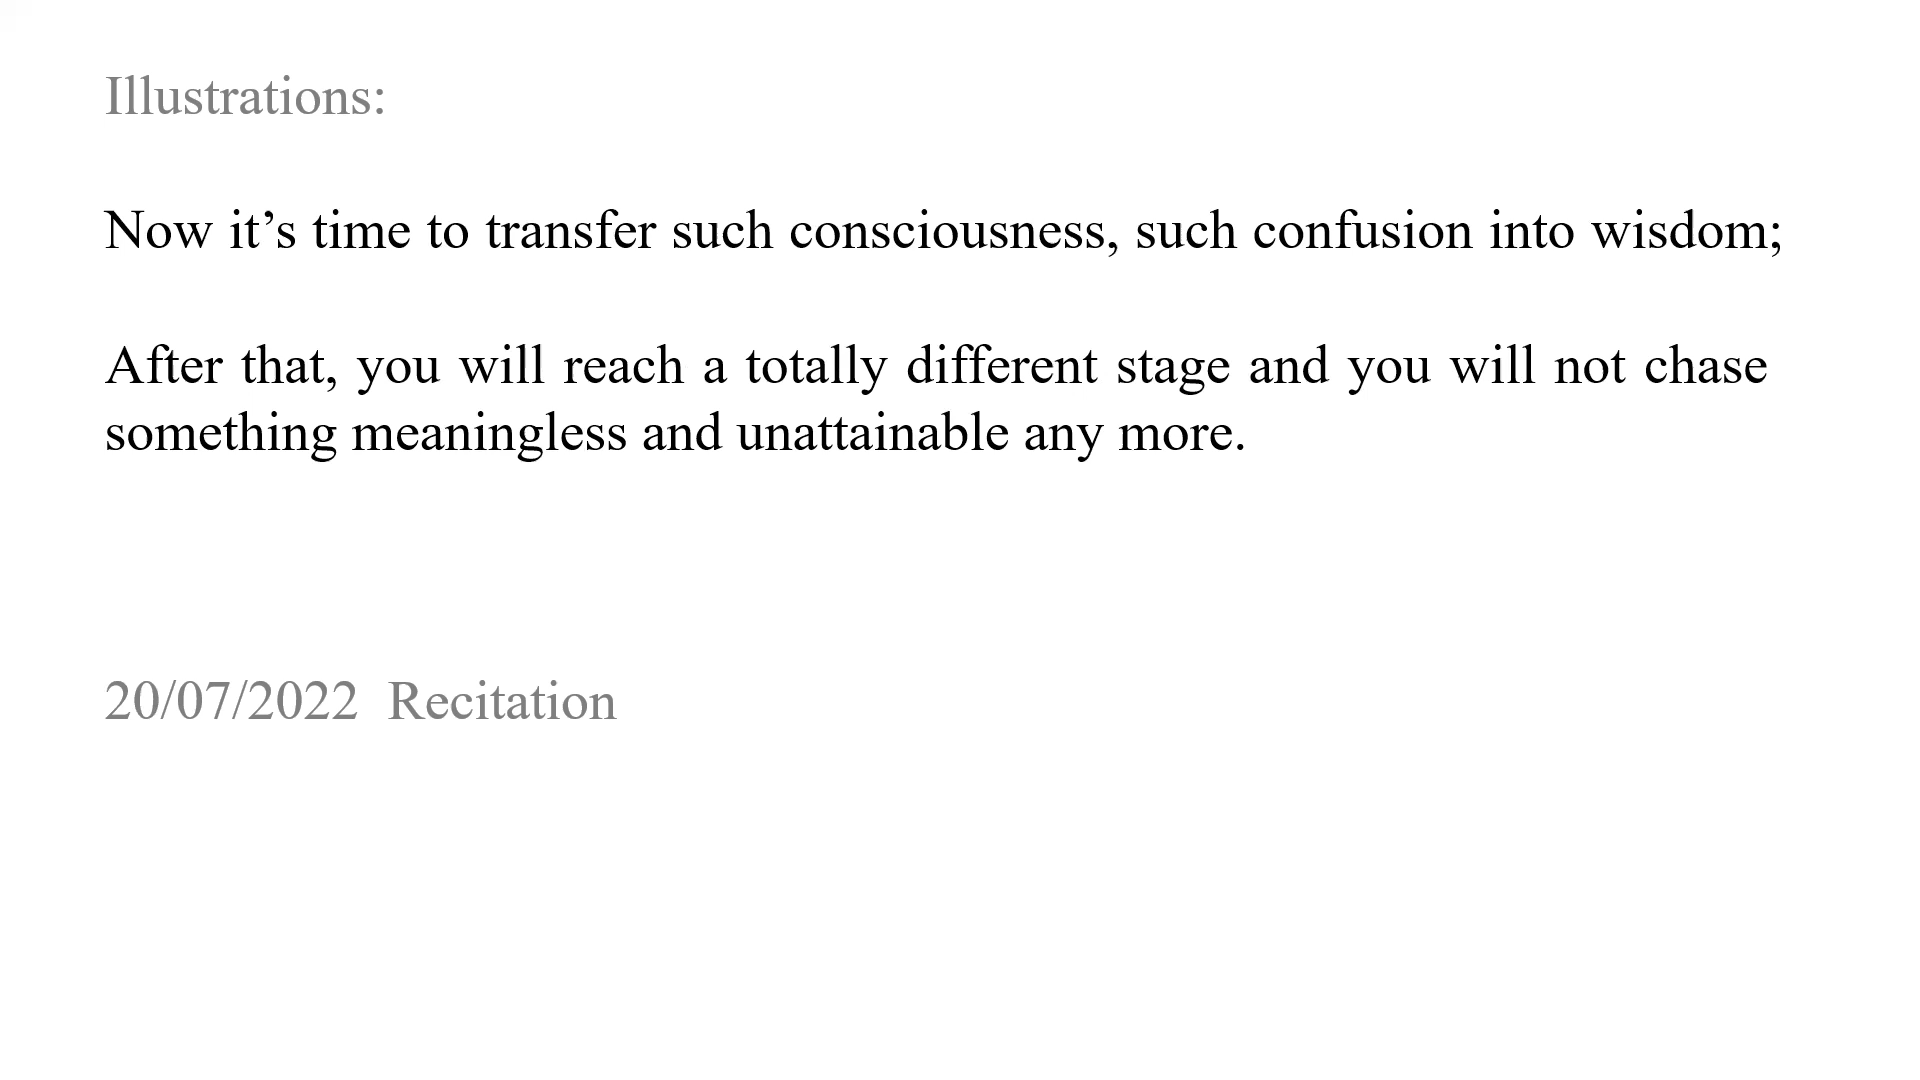 Illustrations:
Now it’s time to transfer such consciousness, such confusion into wisdom;
After that, you will reach a totally different stage and you will not chase
something meaningless and unattainable any more.
20/07/2022  Recitation